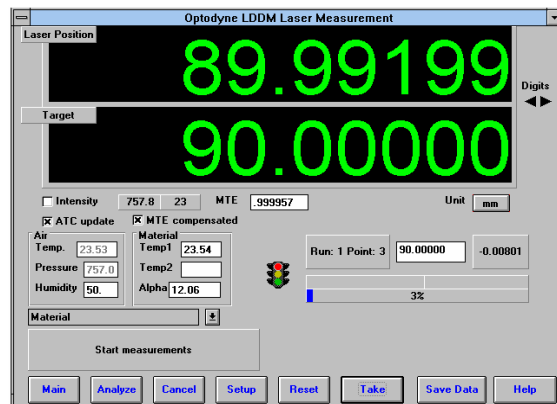 Optodyne LDDM Laser Measurement
Laser Position
89.99199
Digits
Target
90.00000
Intensity 757.8 23 MTE .999957 Unit mm
ATC update MTE compensated
Air Material
Temp. 23.53 Temp1 23.54
Run: 1 Point: 3 90.00000 -0.00801
Pressure 757.0 Temp2
Humidity 50. Alpha 12.06
3%
Material
Start measurements
Main Analyze Cancel Setup Reset Take Save Data Help